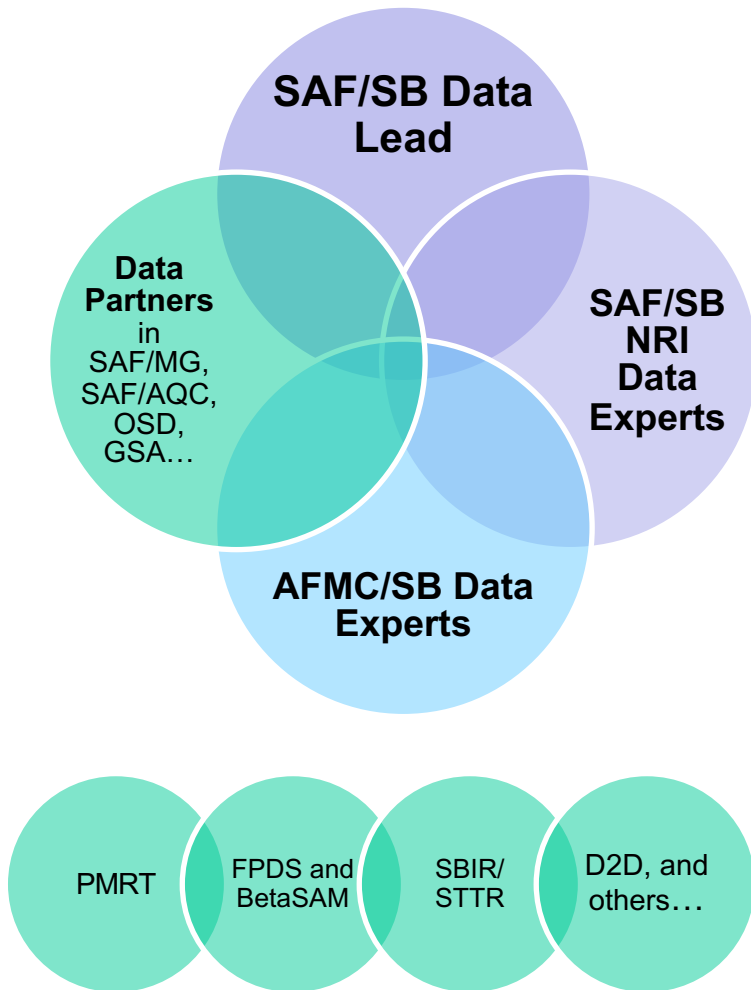 SAF/SB Data
Lead
Data
Partners
in
SAF/MG,
SAF/AQC,
OSD,
GSA…
SAF/SB
NRI
Data
Experts
AFMC/SB Data
Experts
PMRT
FPDS and
BetaSAM
SBIR/
STTR
D2D, and
others…